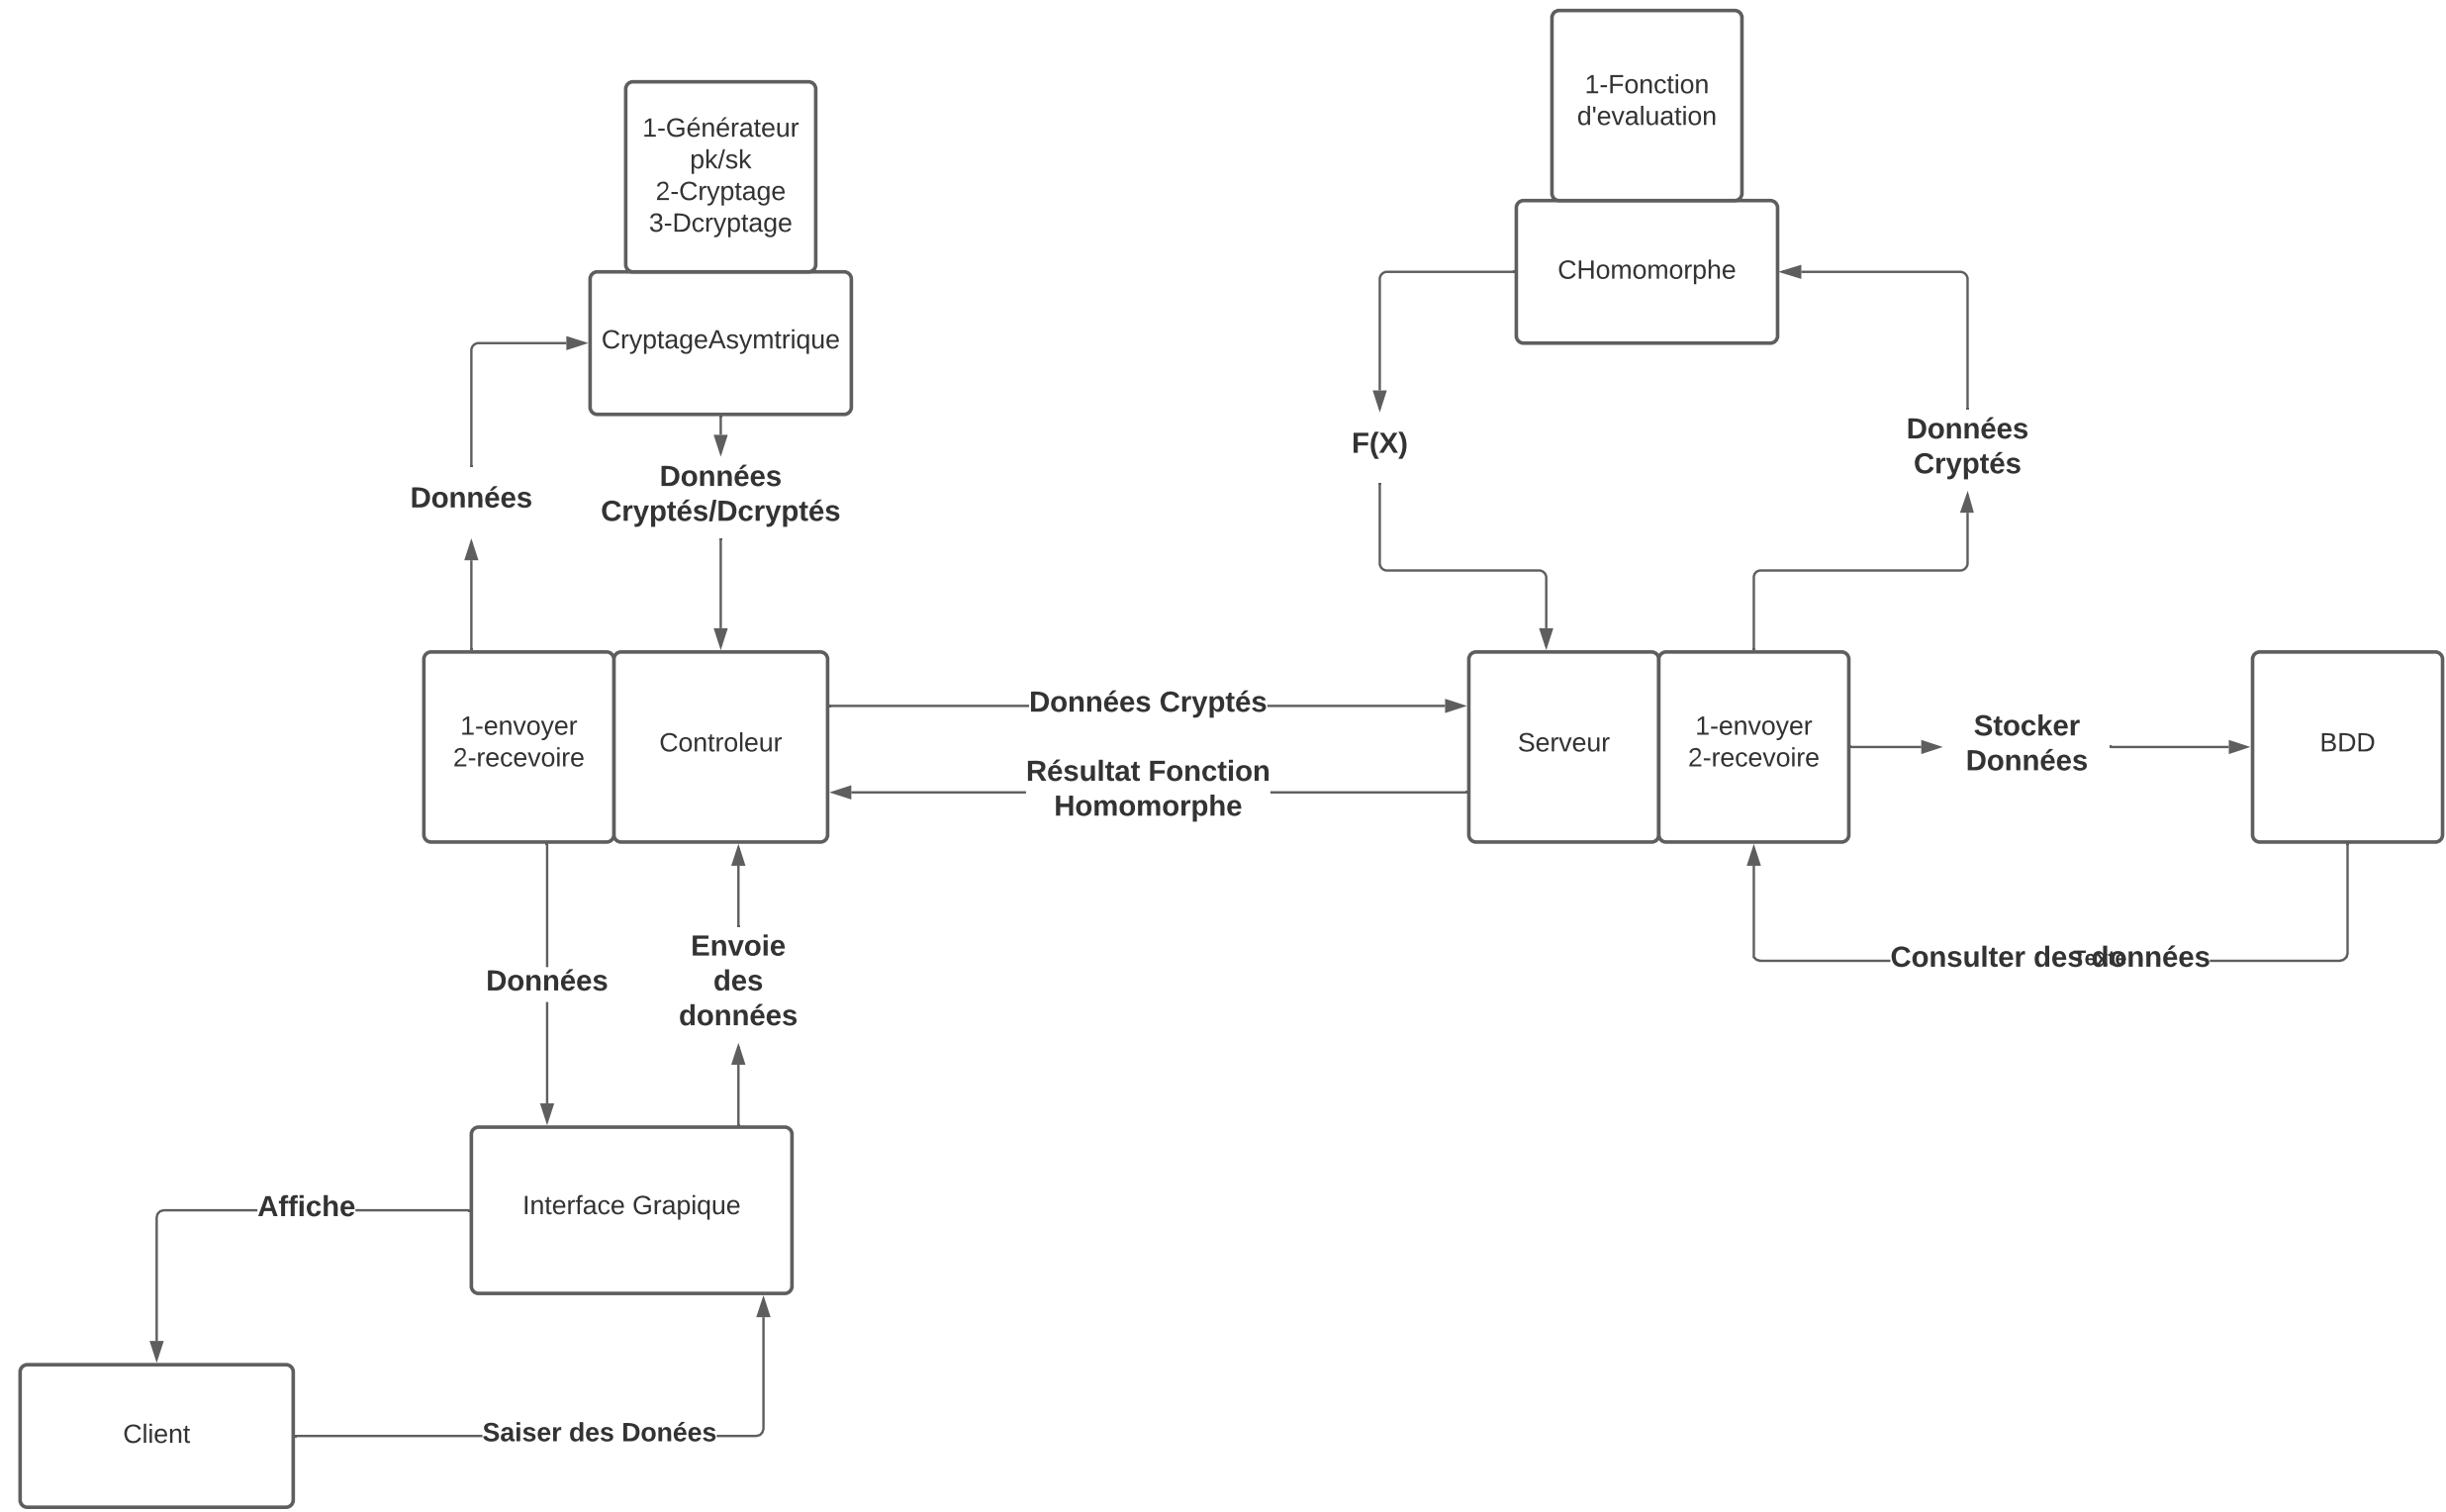 1-Fonction
d'evaluation
1-Générateur
pk/sk
2-Cryptage
3-Dcryptage
CHomomorphe
CryptageAsymtrique
F(X)
Données
Cryptés
Données
Données
Cryptés/Dcryptés
1-envoyer
2-recevoire
Controleur
Données Cryptés
Résultat Fonction
Homomorphe
Serveur
1-envoyer
2-recevoire
Stocker
Données
BDD
Données
Envoie
des
données
Consulter des données
Texte
Interface Grapique
Affiche
Client
Saiser des Donées